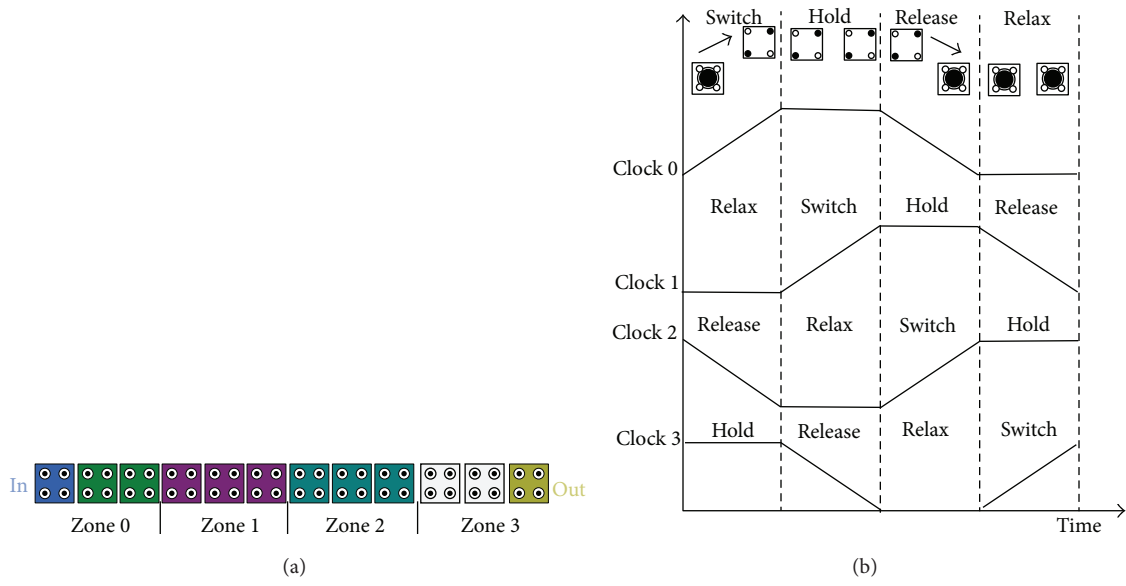 In
Out
Zone 0
Zone 1
Zone 2
Zone 3
(a)
Switch
Hold
Release
Relax
Clock 0
Relax
Switch
Hold
Release
Clock 1
Release
Relax
Switch
Hold
Clock 2
Hold
Release
Relax
Switch
Clock 3
Time
(b)